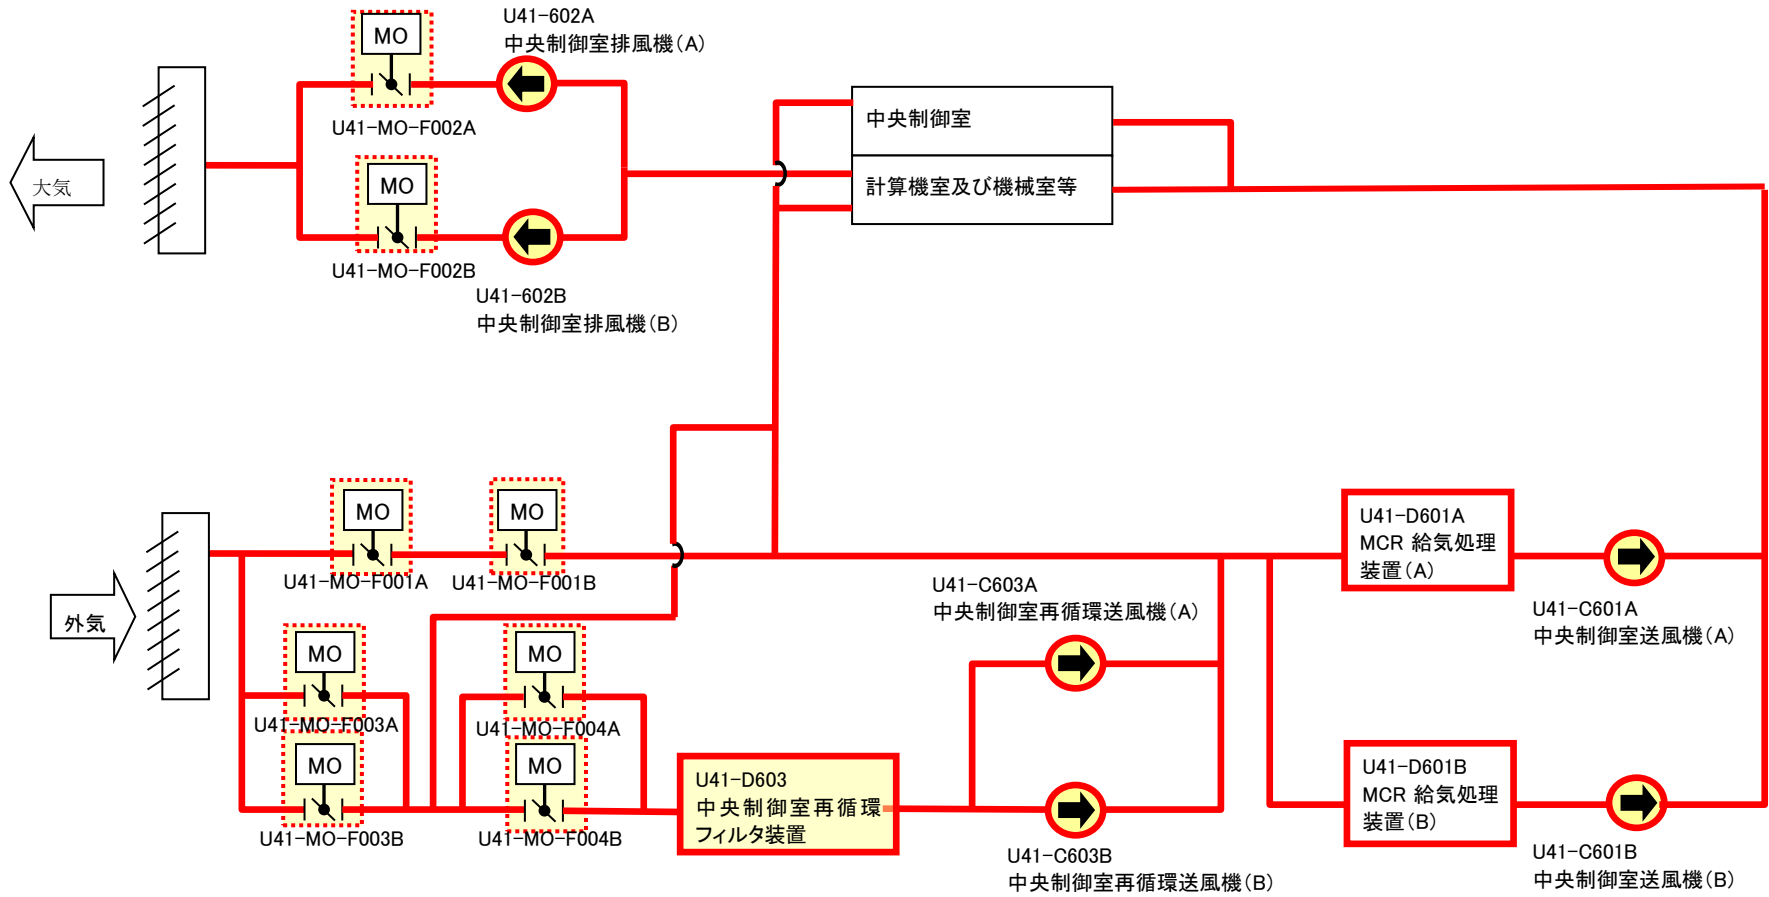 U41-602A
中央制御室排風機(A)
MO
U41-MO-F002A
中央制御室
計算機室及び機械室等
大気
MO
U41-MO-F002B
U41-602B
中央制御室排風機(B)
MO
MO
U41-MO-F001A
U41-MO-F001B
U41-D601A
MCR 給気処理
装置(A)
U41-C601A
中央制御室送風機(A)
U41-C603A
中央制御室再循環送風機(A)
外気
MO
U41-MO-F003A
MO
U41-MO-F004A
MO
U41-MO-F003B
MO
U41-MO-F004B
U41-D603
中央制御室再循環
フィルタ装置
U41-C603B
中央制御室再循環送風機(B)
U41-D601B
MCR 給気処理
装置(B)
U41-C601B
中央制御室送風機(B)